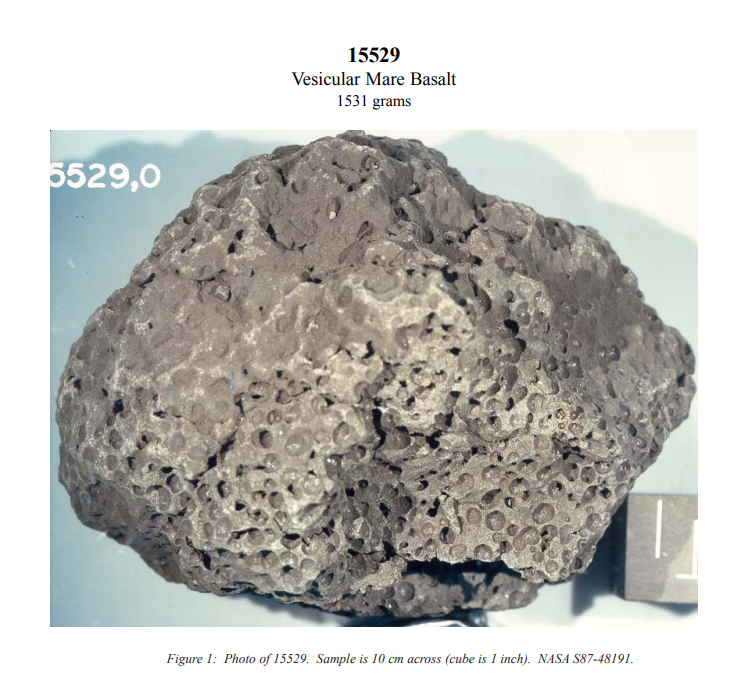 15529
Vesicular Mare Basalt
1531 grams
5529,0
1
Figure 1:  Photo of 15529.  Sample is 10 cm across (cube is 1 inch).  NASA S87-48191.